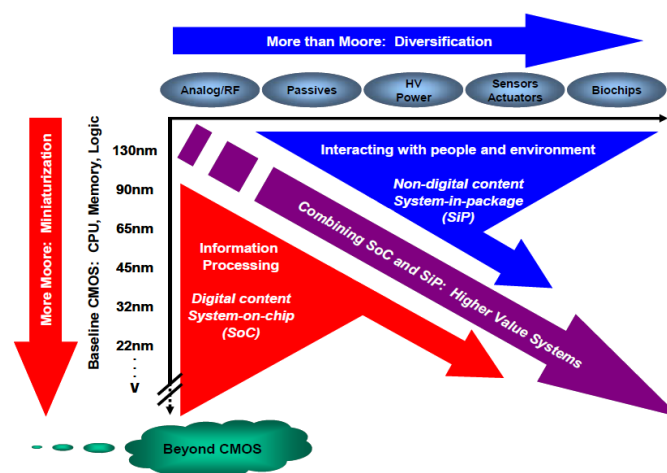 More than Moore: Diversification
Analog/RF
Passives
HV
Power
Sensors
Actuators
Biochips
More Moore: Miniaturization
Baseline CMOS: CPU, Memory, Logic
130nm
90nm
65nm
45nm
32nm
22nm
.
.
.
V
Interacting with people and environment
Non-digital content
System-in-package
(SiP)
Combining SoC and SiP: Higher Value Systems
Information
Processing
Digital content
System-on-chip
(SoC)
Beyond CMOS